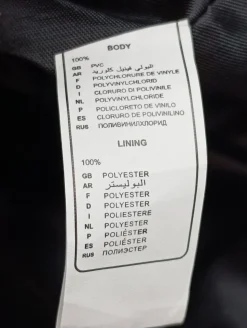 BODY
100%
GB PVC
AR البولي فينيل كلوريد
F POLYCHLORURE DE VINYLE
D POLYVINYLCHLORID
I CLORURO DI POLIVINILE
NL POLYVINYLCHLORIDE
P POLICLORETO DE VINILO
ES CLORURO DE POLIVINILINO
RUS ПОЛИВИНИЛХЛОРИД
LINING
100%
GB POLYESTER
AR البوليستر
F POLYESTER
D POLYESTER
I POLIESTERE
NL POLYESTER
P POLIÉSTER
ES POLIÉSTER
RUS ПОЛИЭСТЕР